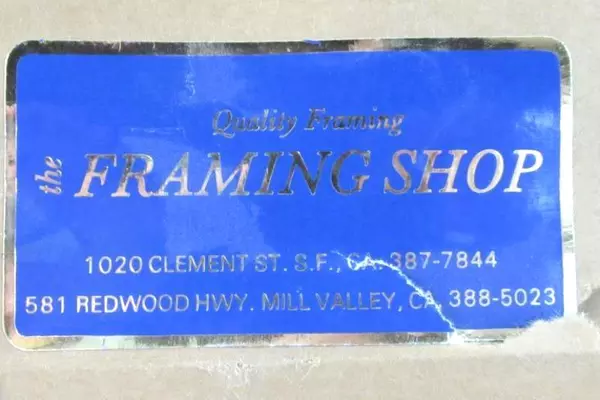 Quality Framing
the FRAMING SHOP
1020 CLEMENT ST. S.F., CA. 387-7844
581 REDWOOD HWY. MILL VALLEY, CA. 388-5023